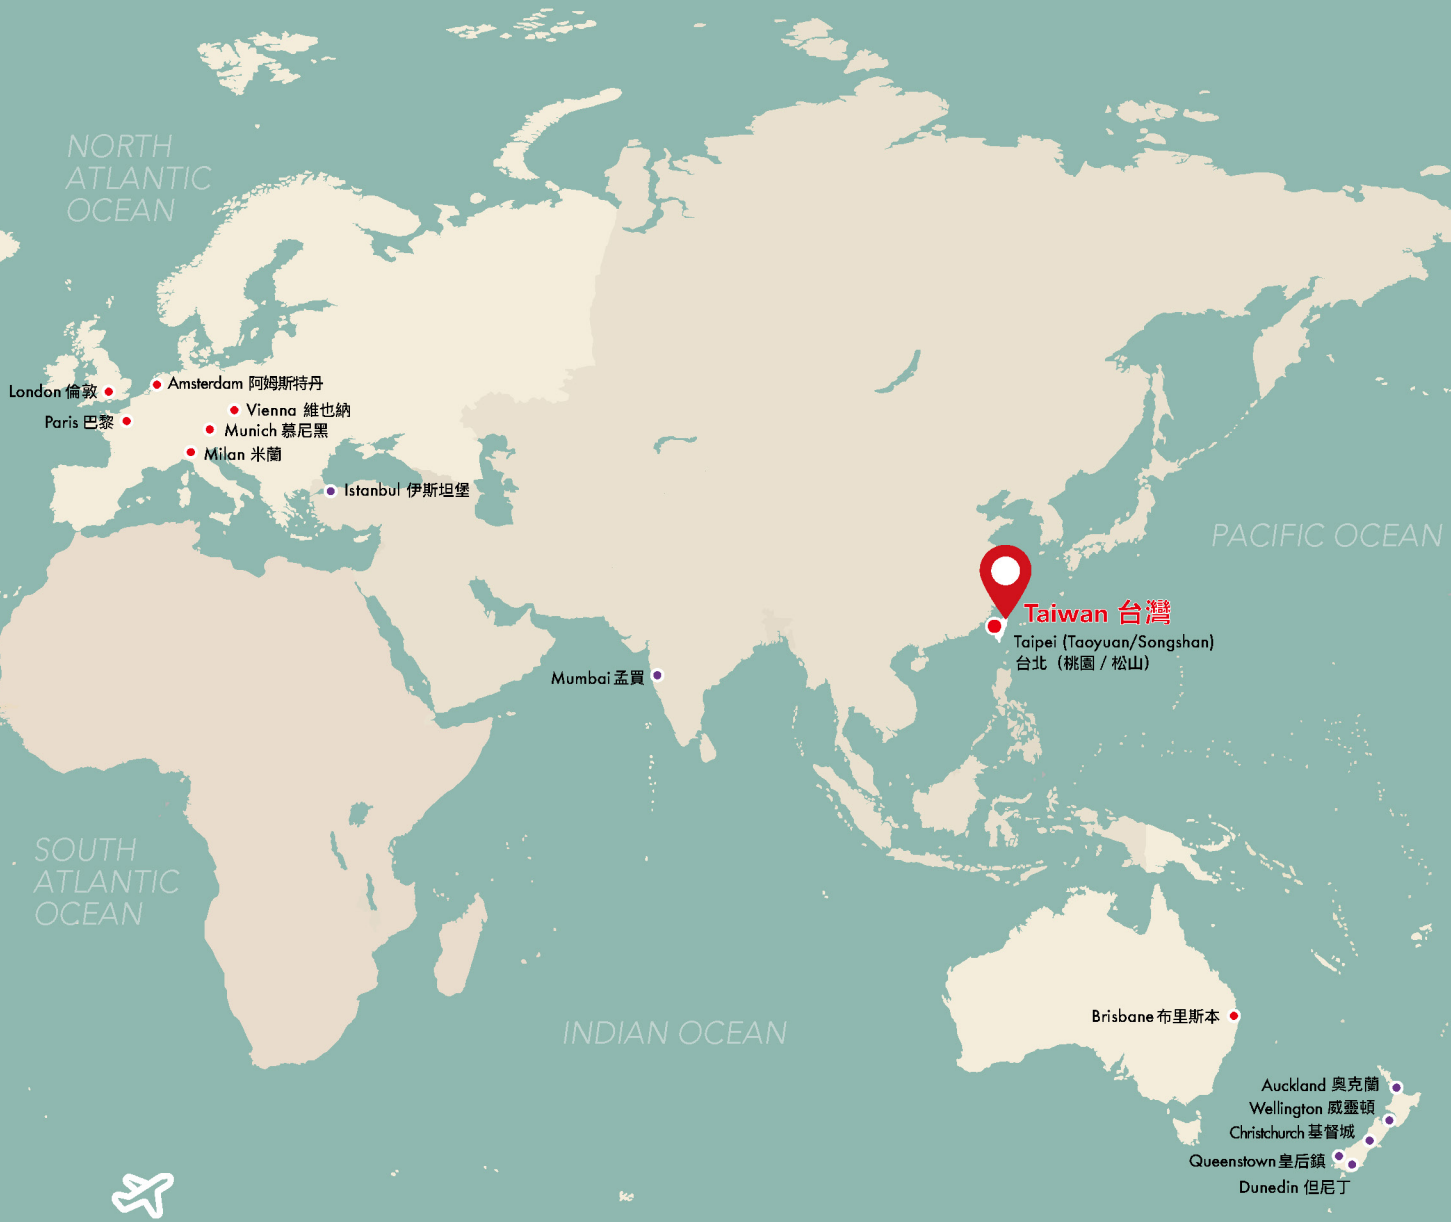 NORTH
ATLANTIC
OCEAN
London 倫敦
Amsterdam 阿姆斯特丹
Paris 巴黎
Vienna 維也納
Munich 慕尼黑
Milan 米蘭
Istanbul 伊斯坦堡
PACIFIC OCEAN
Taiwan 台灣
Taipei (Taoyuan/Songshan)
台北（桃園 / 松山）
Mumbai 孟買
SOUTH
ATLANTIC
OCEAN
INDIAN OCEAN
Brisbane 布里斯本
Auckland 奧克蘭
Wellington 威靈頓
Christchurch 基督城
Queenstown 皇后鎮
Dunedin 但尼丁